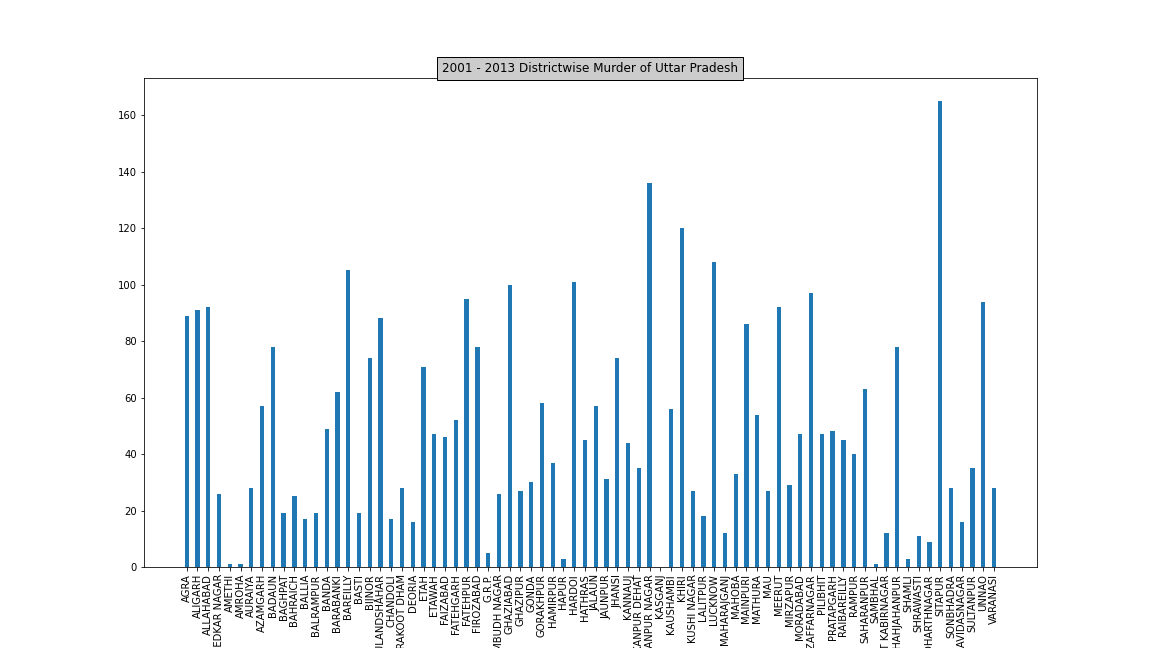 2001 - 2013 Districtwise Murder of Uttar Pradesh
160
140
120
100
80
60
40
20
0
AGRA
ALIGARH
ALLAHABAD
EDKAR NAGAR
AMETHI
AMROHA
AURAIYA
AZAMGARH
BADAUN
BAGHPAT
BAHRAICH
BALLIA
BALRAMPUR
BANDA
BARABANKI
BAREILLY
BASTI
BIJNOR
ULANDSHAHAR
CHANDOLI
RAKOOT DHAM
DEORIA
ETAH
ETAWAH
FAIZABAD
FATEHGARH
FATEHPUR
FIROZABAD
G.R.P.
MBUDH NAGAR
GHAZIABAD
GHAZIPUR
GONDA
GORAKHPUR
HAMIRPUR
HAPUR
HARDOI
HATHRAS
JALAUN
JAUNPUR
JHANSI
KANNAUJ
KANPUR DEHAT
ANPUR NAGAR
KASGANJ
KAUSHAMBI
KHIRI
KUSHI NAGAR
LALITPUR
LUCKNOW
MAHARAJGANJ
MAHOBA
MAINPURI
MATHURA
MAU
MEERUT
MIRZAPUR
MORADABAD
ZAFFARNAGAR
PILIBHIT
PRATAPGARH
RAIBAREILLY
RAMPUR
SAHARANPUR
SAMBHAL
T KABIRNAGAR
HAHJAHANPUR
SHAMLI
SHRAWASTI
DHARTHNAGAR
SITAPUR
SONBHADRA
AVIDASNAGAR
SULTANPUR
UNNAO
VARANASI